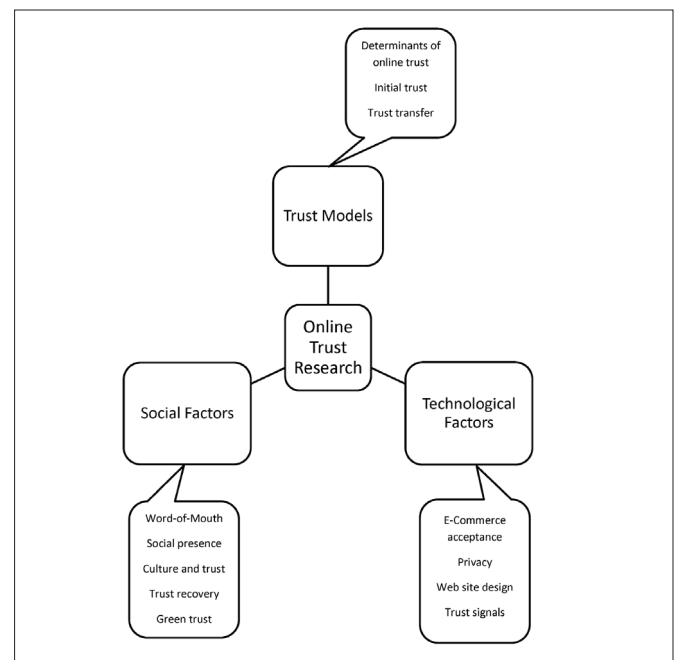 Determinants of
online trust
Initial trust
Trust transfer
Trust Models
Online
Trust
Research
Social Factors
Technological
Factors
Word-of-Mouth
Social presence
Culture and trust
Trust recovery
Green trust
E-Commerce
acceptance
Privacy
Web site design
Trust signals